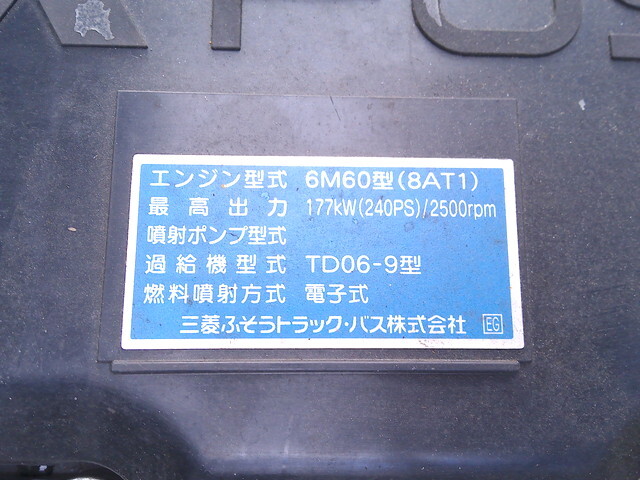 エンジン型式 6M60型(8AT1)
最高出力 177kW(240PS)/2500rpm
噴射ポンプ型式
過給機型式 TD06-9型
燃料噴射方式 電子式
三菱ふそうトラック・バス株式会社 EG